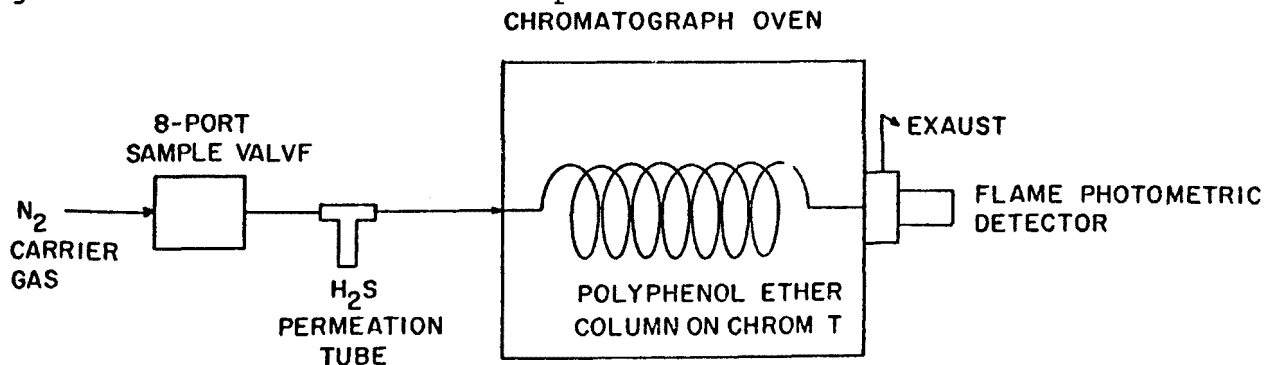 CHROMATOGRAPH OVEN
8-PORT
SAMPLE VALVF
EXAUST
N2
CARRIER
GAS
H2S
PERMEATION
TUBE
POLYPHENOL ETHER
COLUMN ON CHROM T
FLAME PHOTOMETRIC
DETECTOR